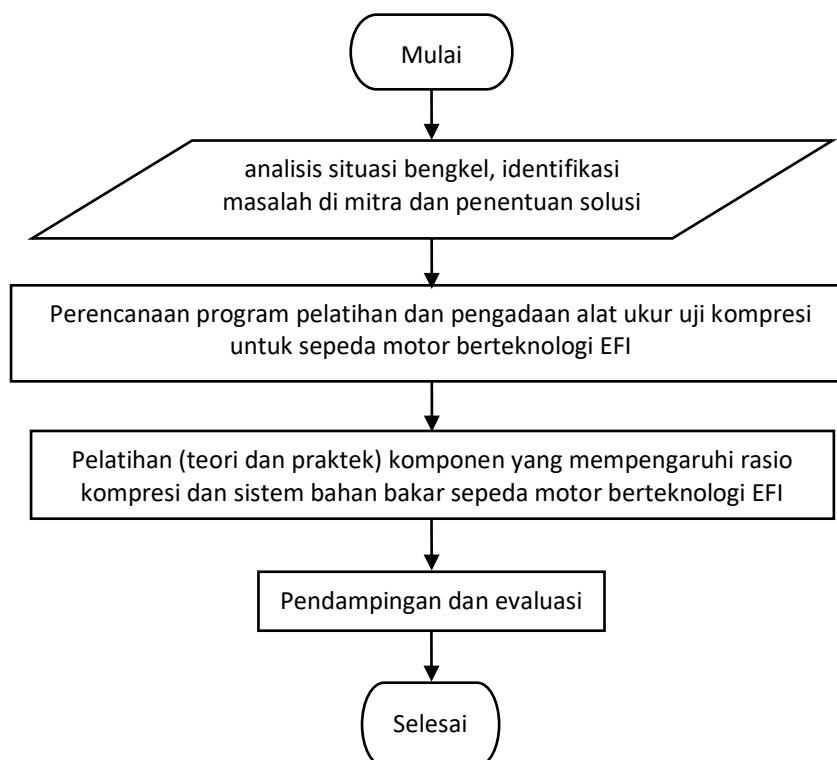 Mulai
analisis situasi bengkel, identifikasi
masalah di mitra dan penentuan solusi
Perencanaan program pelatihan dan pengadaan alat ukur uji kompresi
untuk sepeda motor berteknologi EFI
Pelatihan (teori dan praktek) komponen yang mempengaruhi rasio
kompresi dan sistem bahan bakar sepeda motor berteknologi EFI
Pendampingan dan evaluasi
Selesai